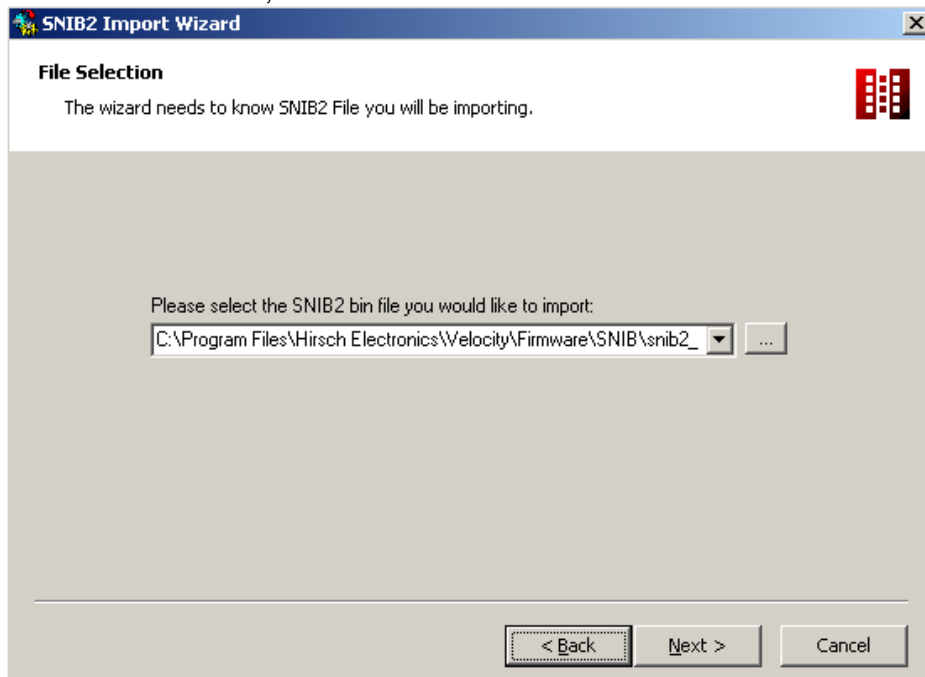 SNIB2 Import Wizard
File Selection
The wizard needs to know SNIB2 File you will be importing.
Please select the SNIB2 bin file you would like to import:
C:\Program Files\Hirsch Electronics\Velocity\Firmware\SNIB\snib2_
...
< Back
Next >
Cancel